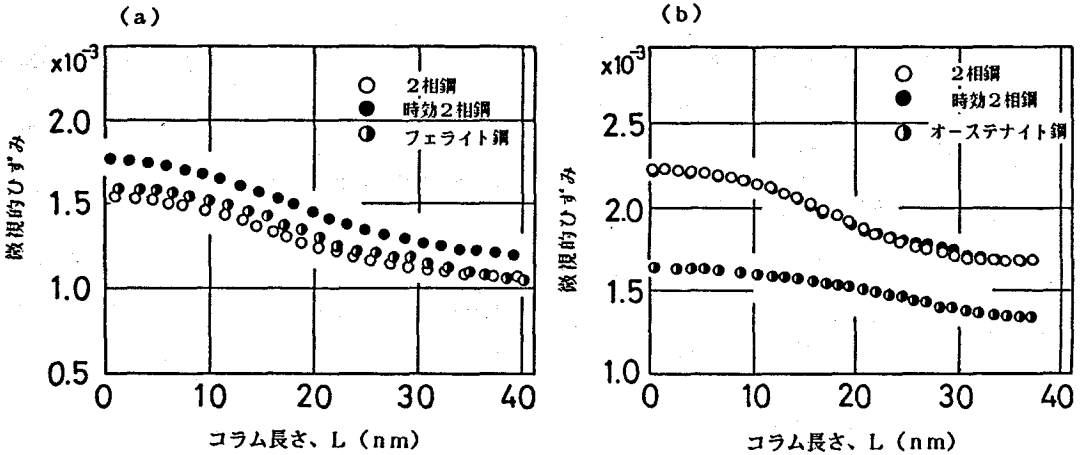 (a)
×10⁻³
2.0
1.5
1.0
0.5
微視的ひずみ
○ 2相鋼
● 時効2相鋼
◑ フェライト鋼
0 10 20 30 40
コラム長さ、L (nm)
(b)
×10⁻³
2.5
2.0
1.5
1.0
微視的ひずみ
○ 2相鋼
● 時効2相鋼
◑ オーステナイト鋼
0 10 20 30 40
コラム長さ、L (nm)